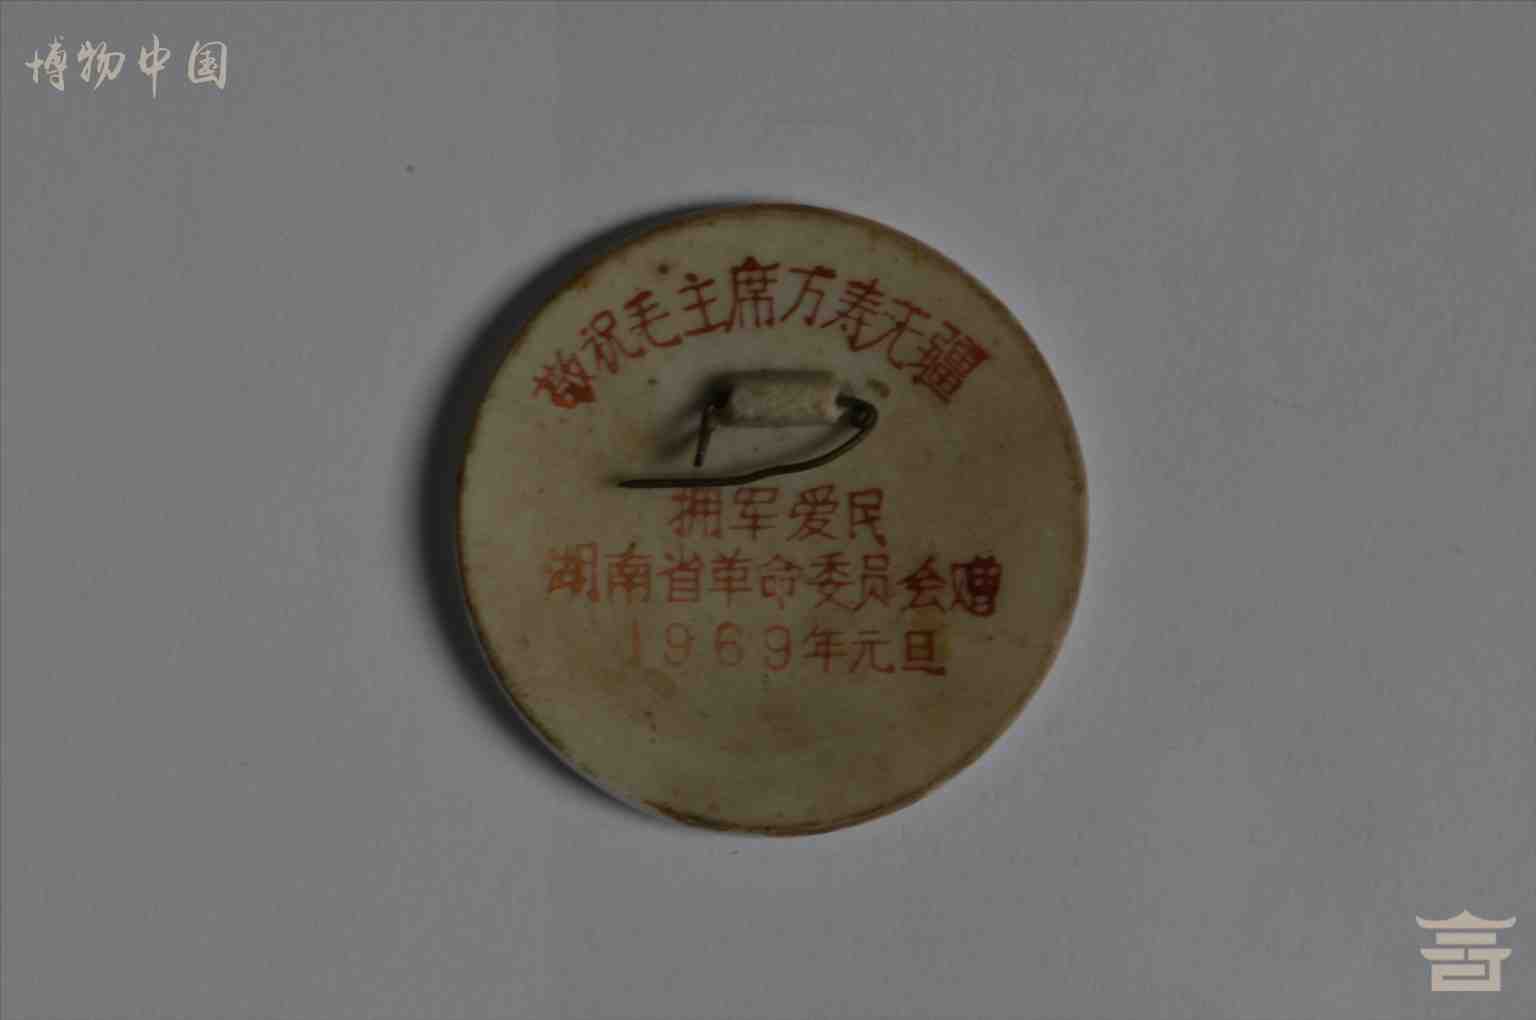 博物中国
敬祝毛主席万寿无疆
拥军爱民
湖南省革命委员会赠
1969年元旦